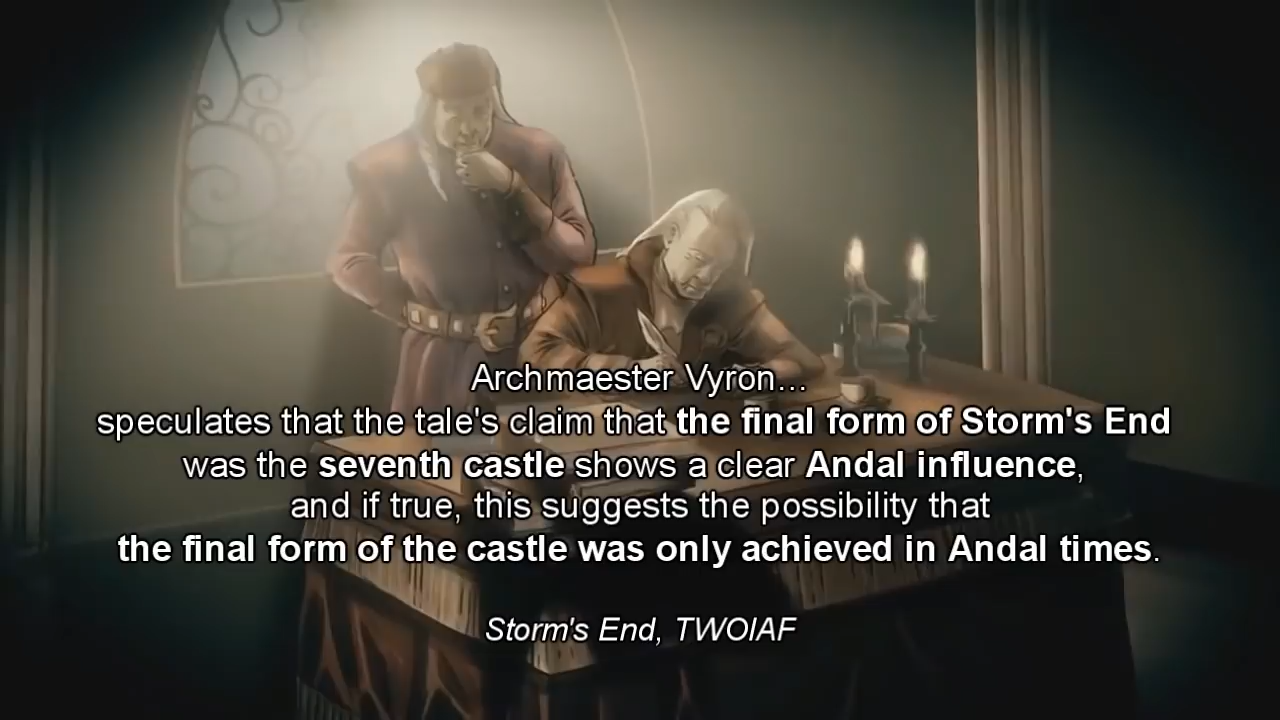 Archmaester Vyron...
speculates that the tale's claim that the final form of Storm's End
was the seventh castle shows a clear Andal influence,
and if true, this suggests the possibility that
the final form of the castle was only achieved in Andal times.
Storm's End, TWOIAF